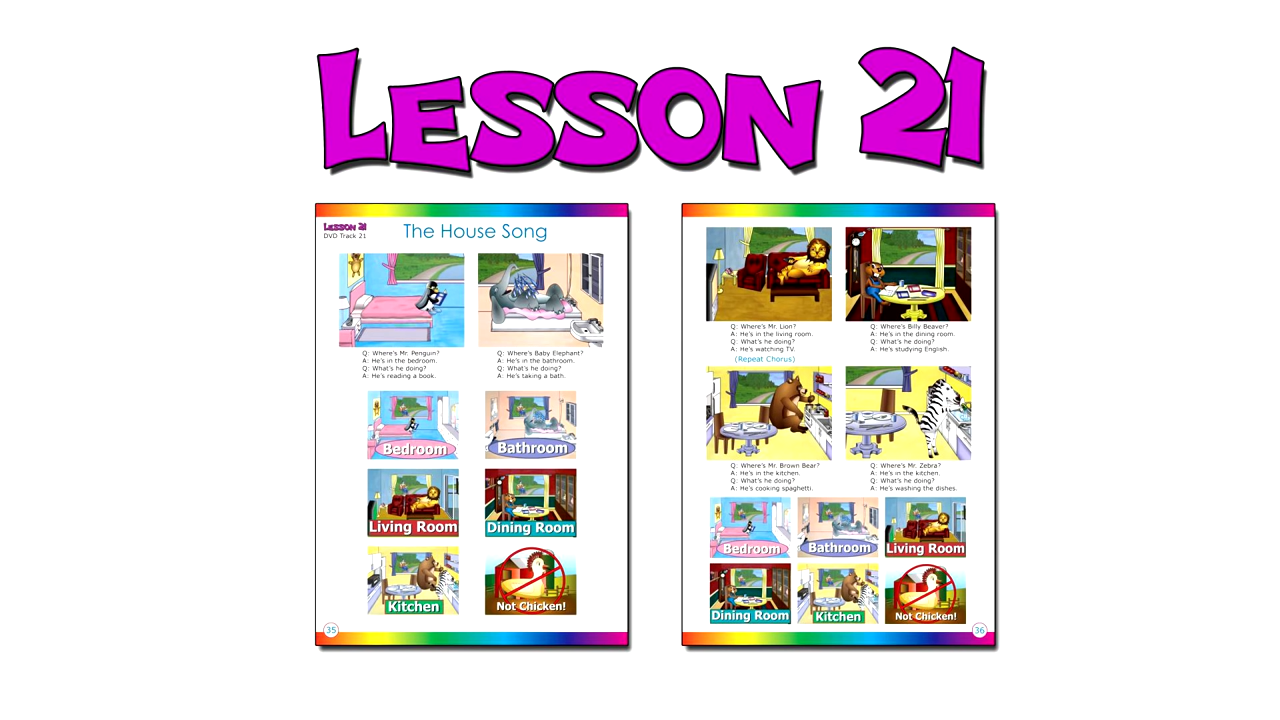 LESSON 21
LESSON 21
DVD Track 21
The House Song
Q: Where's Mr. Penguin?
A: He's in the bedroom.
Q: What's he doing?
A: He's reading a book.
Q: Where's Baby Elephant?
A: He's in the bathroom.
Q: What's he doing?
A: He's taking a bath.
Bedroom
Bathroom
Living Room
Dining Room
Kitchen
Not Chicken!
35
Q: Where's Mr. Lion?
A: He's in the living room.
Q: What's he doing?
A: He's watching TV.
(Repeat Chorus)
Q: Where's Billy Beaver?
A: He's in the dining room.
Q: What's he doing?
A: He's studying English.
Q: Where's Mr. Brown Bear?
A: He's in the kitchen.
Q: What's he doing?
A: He's cooking spaghetti.
Q: Where's Mr. Zebra?
A: He's in the kitchen.
Q: What's he doing?
A: He's washing the dishes.
Bedroom
Bathroom
Living Room
Dining Room
Kitchen
Not Chicken!
36